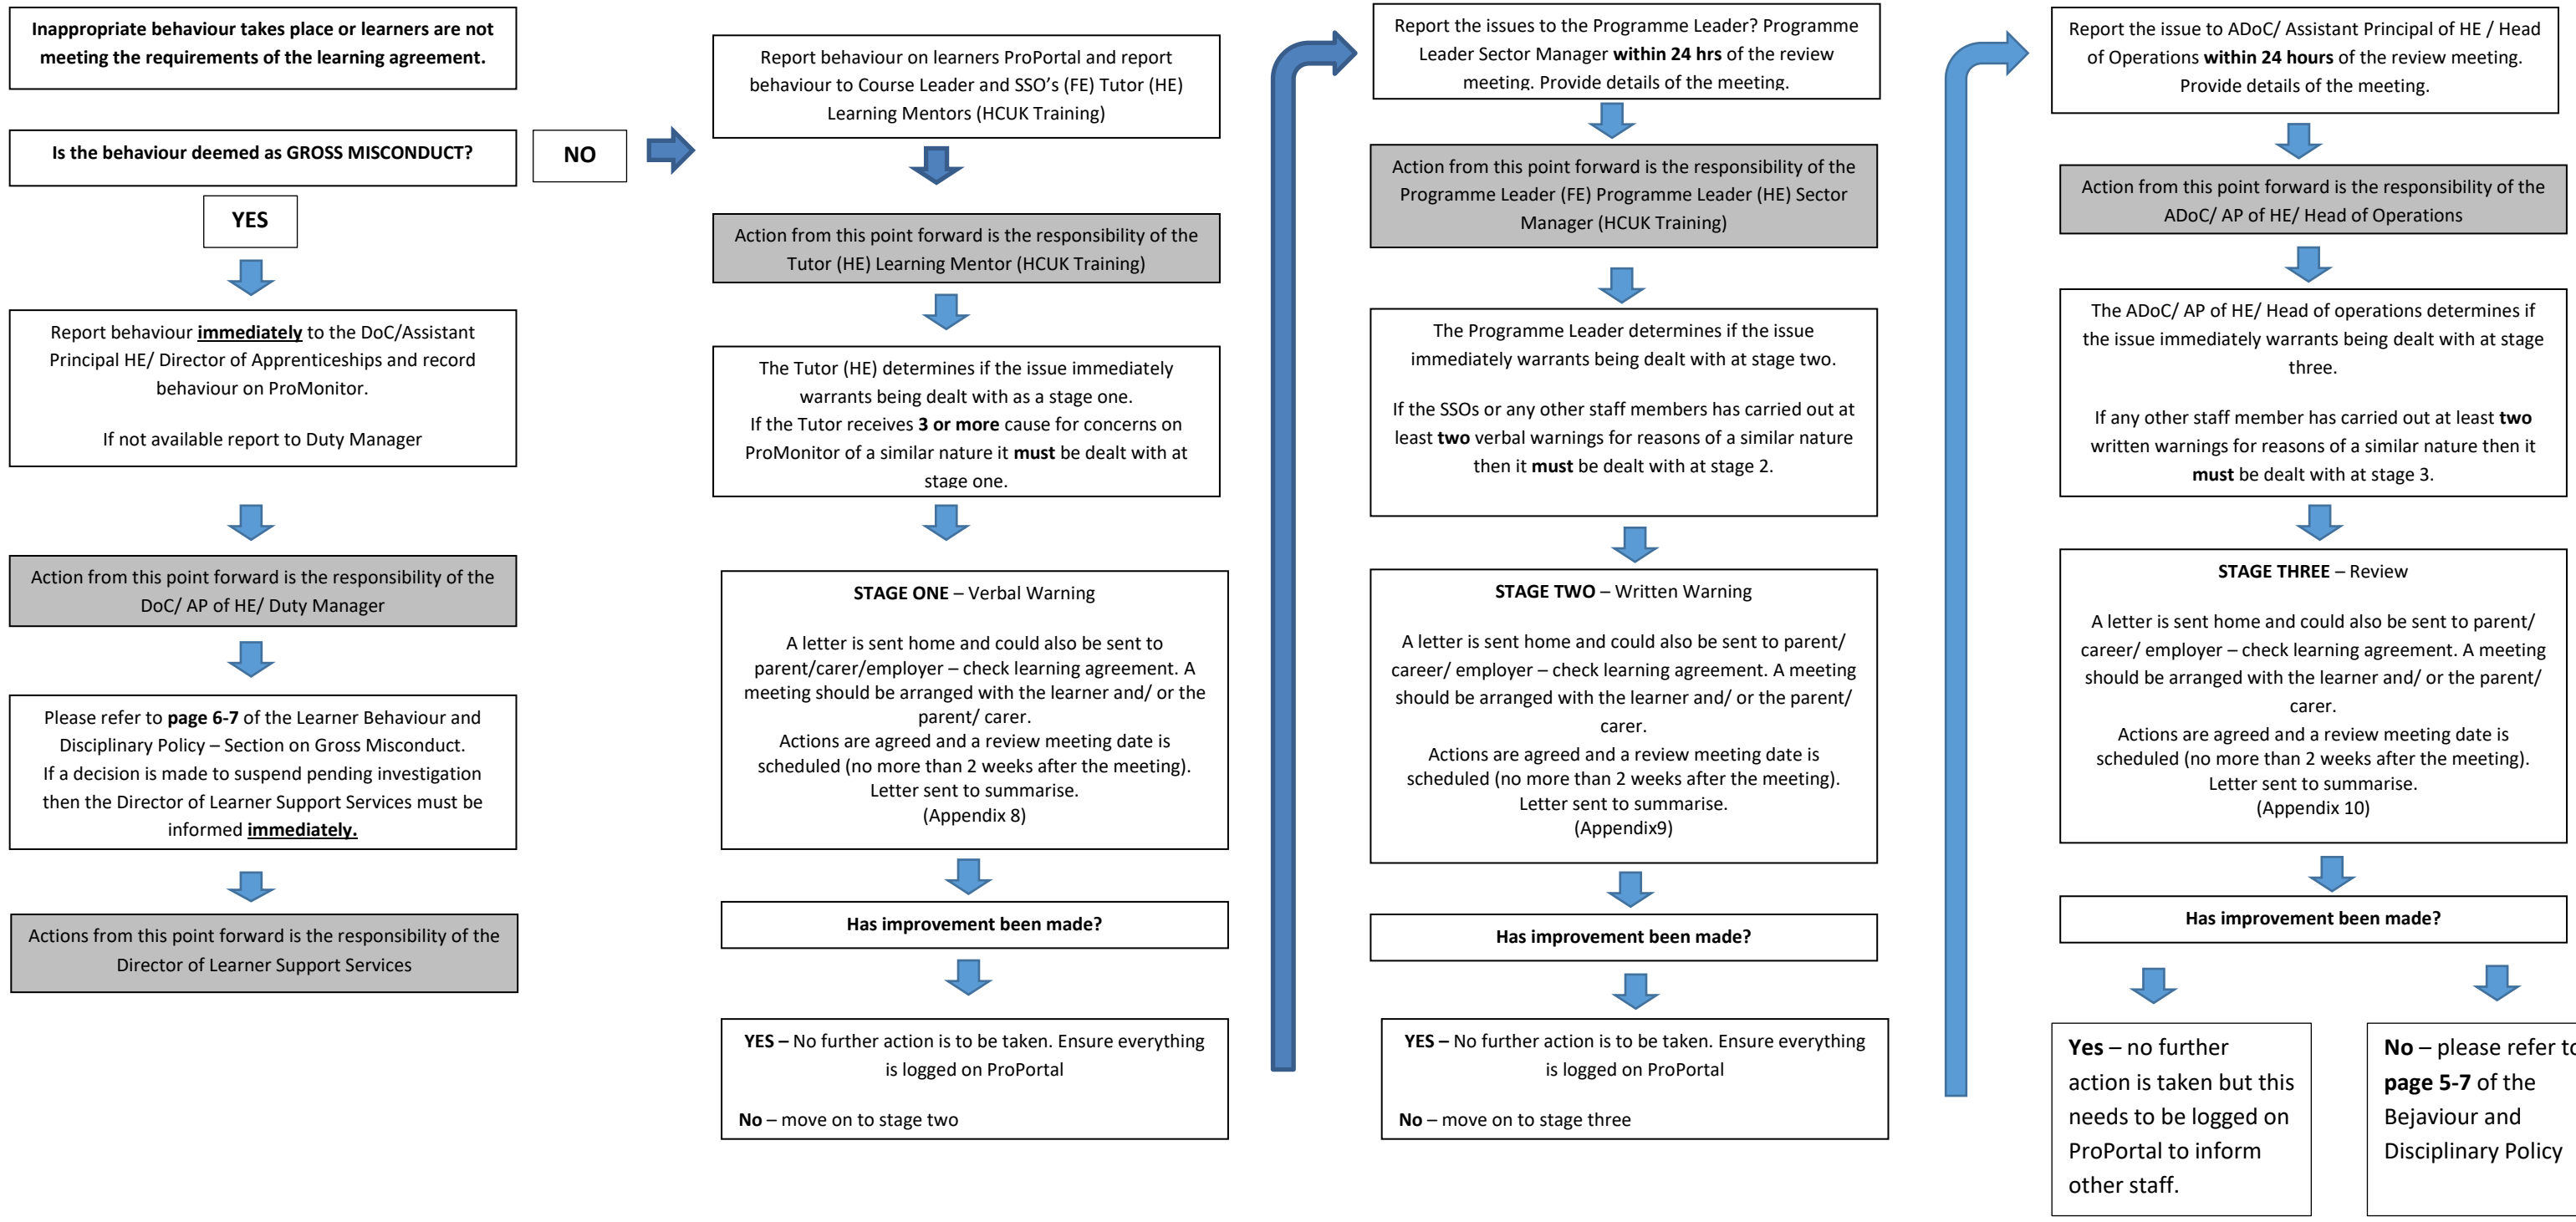 Inappropriate behaviour takes place or learners are not
meeting the requirements of the learning agreement.
Is the behaviour deemed as GROSS MISCONDUCT?
NO
YES
Report behaviour immediately to the DoC/Assistant
Principal HE/ Director of Apprenticeships and record
behaviour on ProMonitor.
If not available report to Duty Manager
Action from this point forward is the responsibility of the
DoC/ AP of HE/ Duty Manager
Please refer to page 6-7 of the Learner Behaviour and
Disciplinary Policy – Section on Gross Misconduct.
If a decision is made to suspend pending investigation
then the Director of Learner Support Services must be
informed immediately.
Actions from this point forward is the responsibility of the
Director of Learner Support Services
Report behaviour on learners ProPortal and report
behaviour to Course Leader and SSO's (FE) Tutor (HE)
Learning Mentors (HCUK Training)
Action from this point forward is the responsibility of the
Tutor (HE) Learning Mentor (HCUK Training)
The Tutor (HE) determines if the issue immediately
warrants being dealt with as a stage one.
If the Tutor receives 3 or more cause for concerns on
ProMonitor of a similar nature it must be dealt with at
stage one.
STAGE ONE – Verbal Warning
A letter is sent home and could also be sent to
parent/carer/employer – check learning agreement. A
meeting should be arranged with the learner and/ or the
parent/ carer.
Actions are agreed and a review meeting date is
scheduled (no more than 2 weeks after the meeting).
Letter sent to summarise.
(Appendix 8)
Has improvement been made?
YES – No further action is to be taken. Ensure everything
is logged on ProPortal
No – move on to stage two
Report the issues to the Programme Leader? Programme
Leader Sector Manager within 24 hrs of the review
meeting. Provide details of the meeting.
Action from this point forward is the responsibility of the
Programme Leader (FE) Programme Leader (HE) Sector
Manager (HCUK Training)
The Programme Leader determines if the issue
immediately warrants being dealt with at stage two.
If the SSOs or any other staff members has carried out at
least two verbal warnings for reasons of a similar nature
then it must be dealt with at stage 2.
STAGE TWO – Written Warning
A letter is sent home and could also be sent to parent/
career/ employer – check learning agreement. A meeting
should be arranged with the learner and/ or the parent/
carer.
Actions are agreed and a review meeting date is
scheduled (no more than 2 weeks after the meeting).
Letter sent to summarise.
(Appendix9)
Has improvement been made?
YES – No further action is to be taken. Ensure everything
is logged on ProPortal
No – move on to stage three
Report the issue to ADoC/ Assistant Principal of HE / Head
of Operations within 24 hours of the review meeting.
Provide details of the meeting.
Action from this point forward is the responsibility of the
ADoC/ AP of HE/ Head of Operations
The ADoC/ AP of HE/ Head of operations determines if
the issue immediately warrants being dealt with at stage
three.
If any other staff member has carried out at least two
written warnings for reasons of a similar nature then it
must be dealt with at stage 3.
STAGE THREE – Review
A letter is sent home and could also be sent to parent/
career/ employer – check learning agreement. A meeting
should be arranged with the learner and/ or the parent/
carer.
Actions are agreed and a review meeting date is
scheduled (no more than 2 weeks after the meeting).
Letter sent to summarise.
(Appendix 10)
Has improvement been made?
Yes – no further
action is taken but this
needs to be logged on
ProPortal to inform
other staff.
No – please refer to
page 5-7 of the
Bejaviour and
Disciplinary Policy